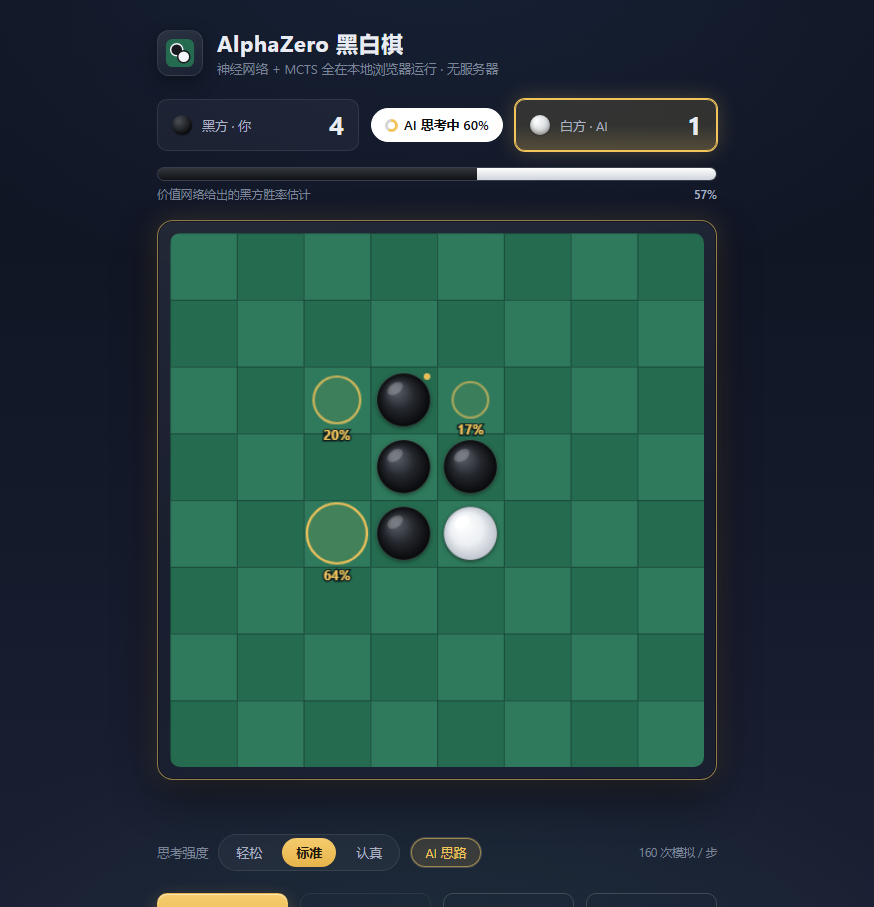 AlphaZero 黑白棋
神经网络 + MCTS 全在本地浏览器运行 · 无服务器
黑方 · 你 4
AI 思考中 60%
白方 · AI 1
价值网络给出的黑方胜率估计 57%
20% 17%
64%
思考强度 轻松 标准 认真 AI 思路 160 次模拟 / 步